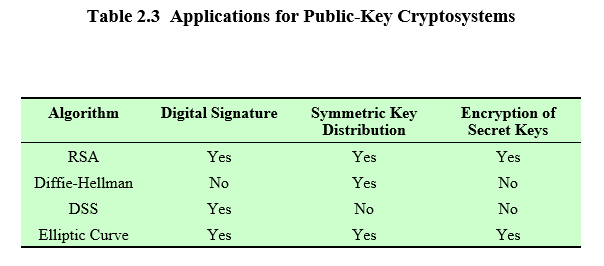 Table 2.3 Applications for Public-Key Cryptosystems
Algorithm Digital Signature Symmetric Key Distribution Encryption of Secret Keys
RSA Yes Yes Yes
Diffie-Hellman No Yes No
DSS Yes No No
Elliptic Curve Yes Yes Yes